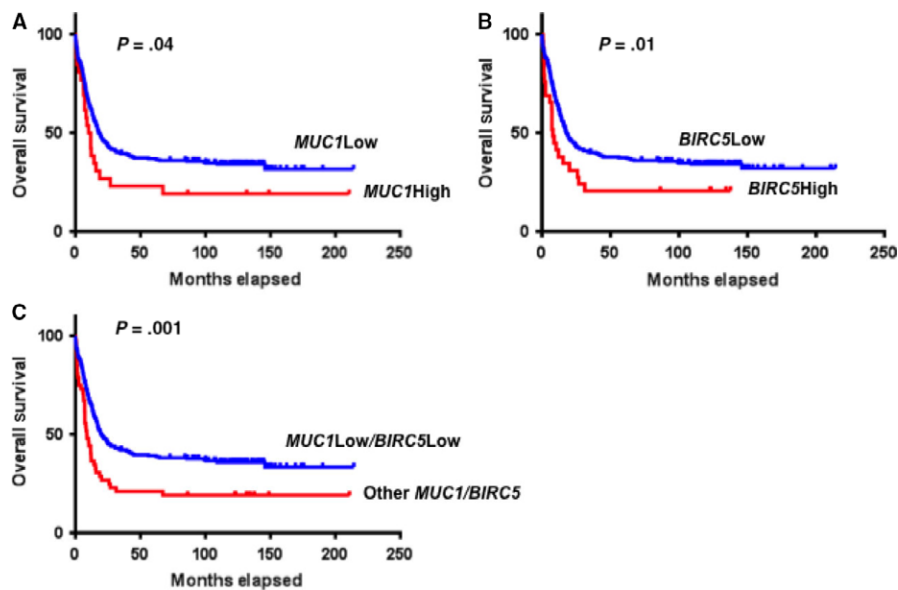 A
P = .04
100
50
0
Overall survival
MUC1Low
MUC1High
0 50 100 150 200 250
Months elapsed
B
P = .01
100
50
0
Overall survival
BIRC5Low
BIRC5High
0 50 100 150 200 250
Months elapsed
C
P = .001
100
50
0
Overall survival
MUC1Low/BIRC5Low
Other MUC1/BIRC5
0 50 100 150 200 250
Months elapsed